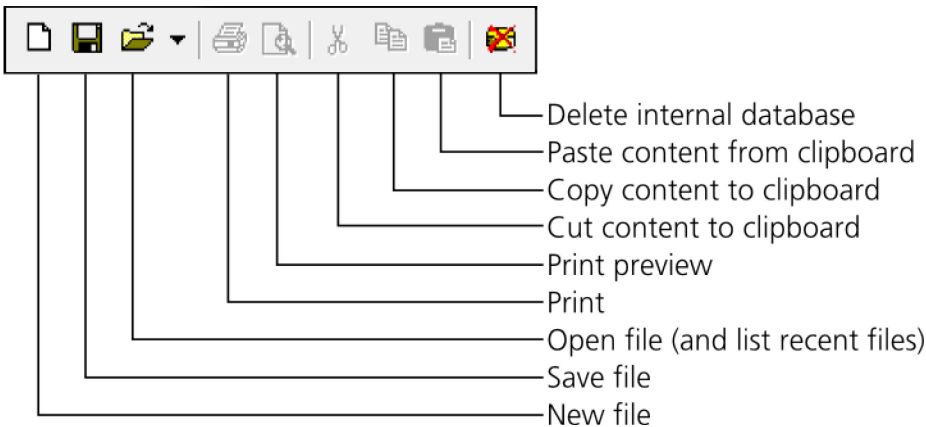 Delete internal database
Paste content from clipboard
Copy content to clipboard
Cut content to clipboard
Print preview
Print
Open file (and list recent files)
Save file
New file